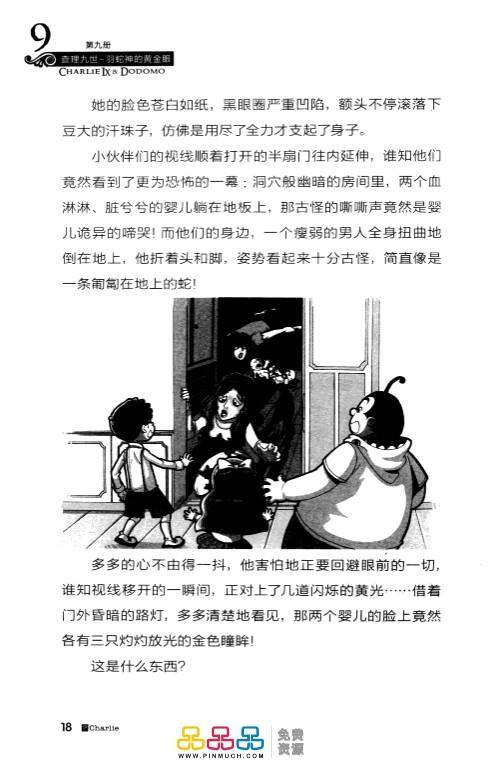 9
第九册
查理九世-羽蛇神的黄金眼
CHARLIE IX & DODOMO
她的脸色苍白如纸，黑眼圈严重凹陷，额头不停滚落下
豆大的汗珠子，仿佛是用尽了全力才支起了身子。
小伙伴们的视线顺着打开的半扇门往内延伸，谁知他们
竟然看到了更为恐怖的一幕：洞穴般幽暗的房间里，两个血
淋淋、脏兮兮的婴儿躺在地板上，那古怪的嘶嘶声竟然是婴
儿诡异的啼哭！而他们的身边，一个瘦弱的男人全身扭曲地
倒在地上，他折着头和脚，姿势看起来十分古怪，简直像是
一条匍匐在地上的蛇！
多多的心不由得一抖，他害怕地正要回避眼前的一切，
谁知视线移开的一瞬间，正对上了几道闪烁的黄光……借着
门外昏暗的路灯，多多清楚地看见，那两个婴儿的脸上竟然
各有三只灼灼放光的金色瞳眸！
这是什么东西？
18 Charlie
品品品
WWW.PINMUCH.COM
免费
资源